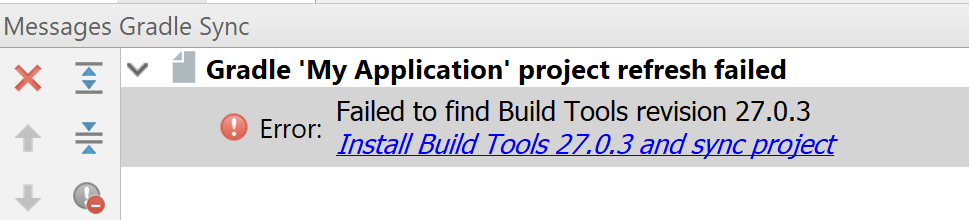 Messages Gradle Sync
Gradle 'My Application' project refresh failed
Error: Failed to find Build Tools revision 27.0.3
Install Build Tools 27.0.3 and sync project